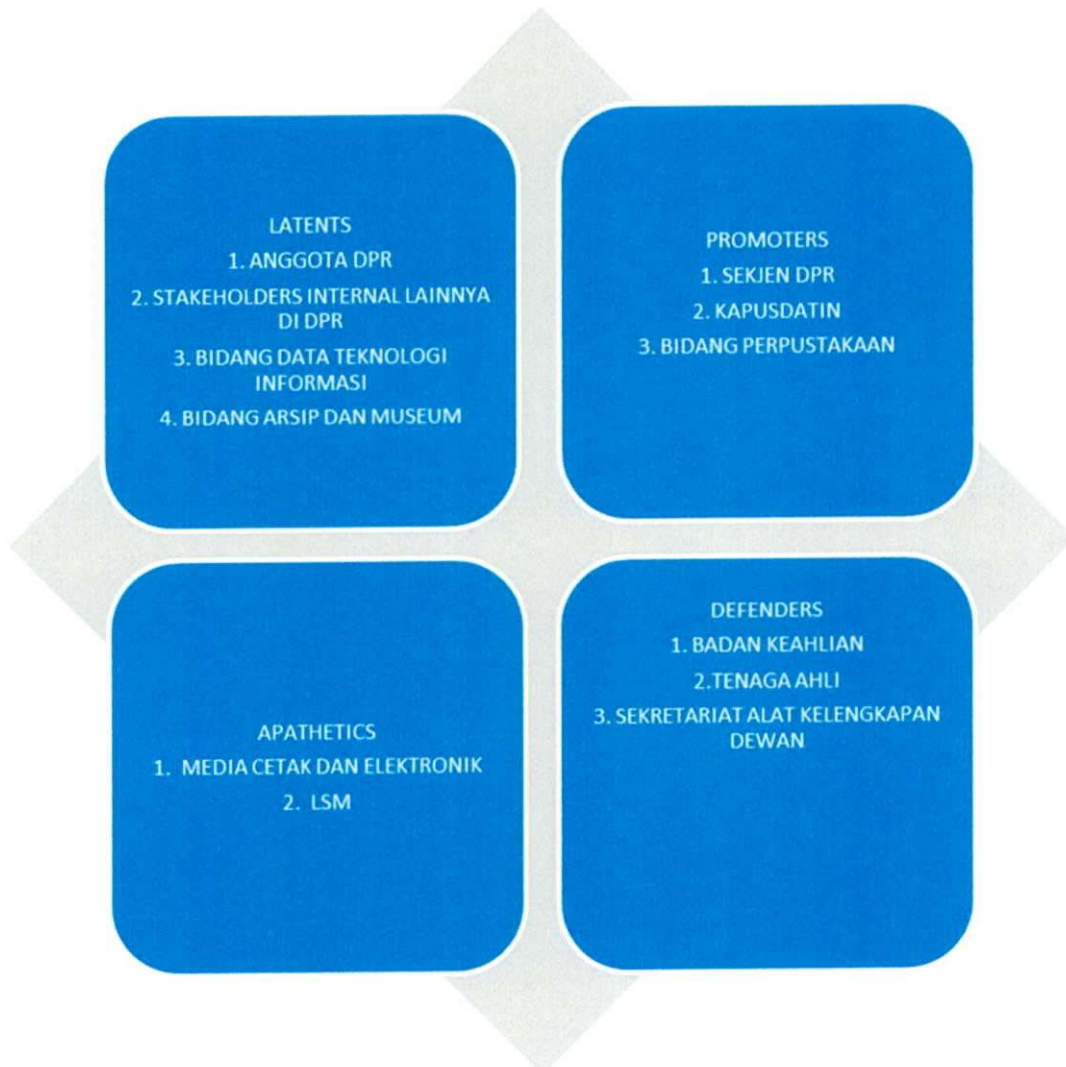 LATENTS
1. ANGGOTA DPR
2. STAKEHOLDERS INTERNAL LAINNYA
DI DPR
3. BIDANG DATA TEKNOLOGI
INFORMASI
4. BIDANG ARSIP DAN MUSEUM
PROMOTERS
1. SEKJEN DPR
2. KAPUSDATIN
3. BIDANG PERPUSTAKAAN
APATHETICS
1. MEDIA CETAK DAN ELEKTRONIK
2. LSM
DEFENDERS
1. BADAN KEAHLIAN
2.TENAGA AHLI
3. SEKRETARIAT ALAT KELENGKAPAN
DEWAN